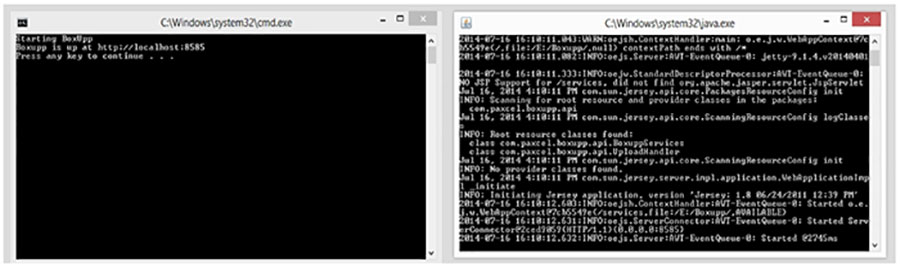 C:\Windows\system32\cmd.exe
Starting BoxUpp
Boxupp is up at http://localhost:8585
Press any key to continue . . .
C:\Windows\system32\java.exe
2014-07-16 16:10:11.043:WARN:oejsh.ContextHandler:main: o.e.j.w.WebAppContext@7c
b5549e{/,file:/E:/Boxupp/,null} contextPath ends with /*
2014-07-16 16:10:11.082:INFO:oejs.Server:AWT-EventQueue-0: jetty-9.1.4.v20140401
2014-07-16 16:10:11.333:INFO:oejw.StandardDescriptorProcessor:AWT-EventQueue-0:
NO JSP Support for /services, did not find org.apache.jasper.servlet.JspServlet
Jul 16, 2014 4:10:11 PM com.sun.jersey.api.core.PackagesResourceConfig init
INFO: Scanning for root resource and provider classes in the packages:
com.paxcel.boxupp.api
Jul 16, 2014 4:10:11 PM com.sun.jersey.api.core.ScanningResourceConfig logClasse
s
INFO: Root resource classes found:
class com.paxcel.boxupp.api.BoxuppServices
class com.paxcel.boxupp.api.UploadHandler
Jul 16, 2014 4:10:11 PM com.sun.jersey.api.core.ScanningResourceConfig init
INFO: No provider classes found.
Jul 16, 2014 4:10:11 PM com.sun.jersey.server.impl.application.WebApplicationImp
l _initiate
INFO: Initiating Jersey application, version 'Jersey: 1.8 06/24/2011 12:39 PM'
2014-07-16 16:10:12.603:INFO:oejsh.ContextHandler:AWT-EventQueue-0: Started o.e.
j.w.WebAppContext@7cb5549e{/services,file:/E:/Boxupp/,AVAILABLE}
2014-07-16 16:10:12.631:INFO:oejs.ServerConnector:AWT-EventQueue-0: Started Serv
erConnector@2ced9059{HTTP/1.1}{0.0.0.0:8585}
2014-07-16 16:10:12.632:INFO:oejs.Server:AWT-EventQueue-0: Started @2745ms